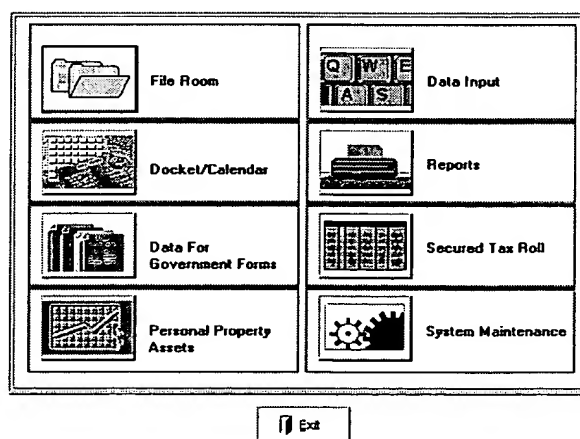 File Room
Q W E
A S
Data Input
Docket/Calendar
Reports
Data For
Government Forms
Secured Tax Roll
Personal Property
Assets
System Maintenance
Exit